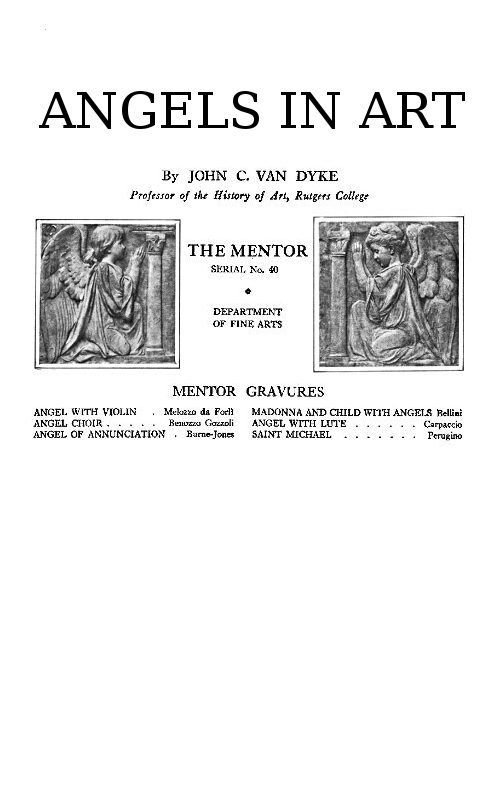 ANGELS IN ART
By JOHN C. VAN DYKE
Professor of the History of Art, Rutgers College
THE MENTOR
SERIAL No. 40
DEPARTMENT
OF FINE ARTS
MENTOR GRAVURES
ANGEL WITH VIOLIN . Melozzo da Forlì
ANGEL CHOIR . . . . . Benozzo Gozzoli
ANGEL OF ANNUNCIATION . Burne-Jones
MADONNA AND CHILD WITH ANGELS Bellini
ANGEL WITH LUTE . . . . . . Carpaccio
SAINT MICHAEL . . . . . . . Perugino